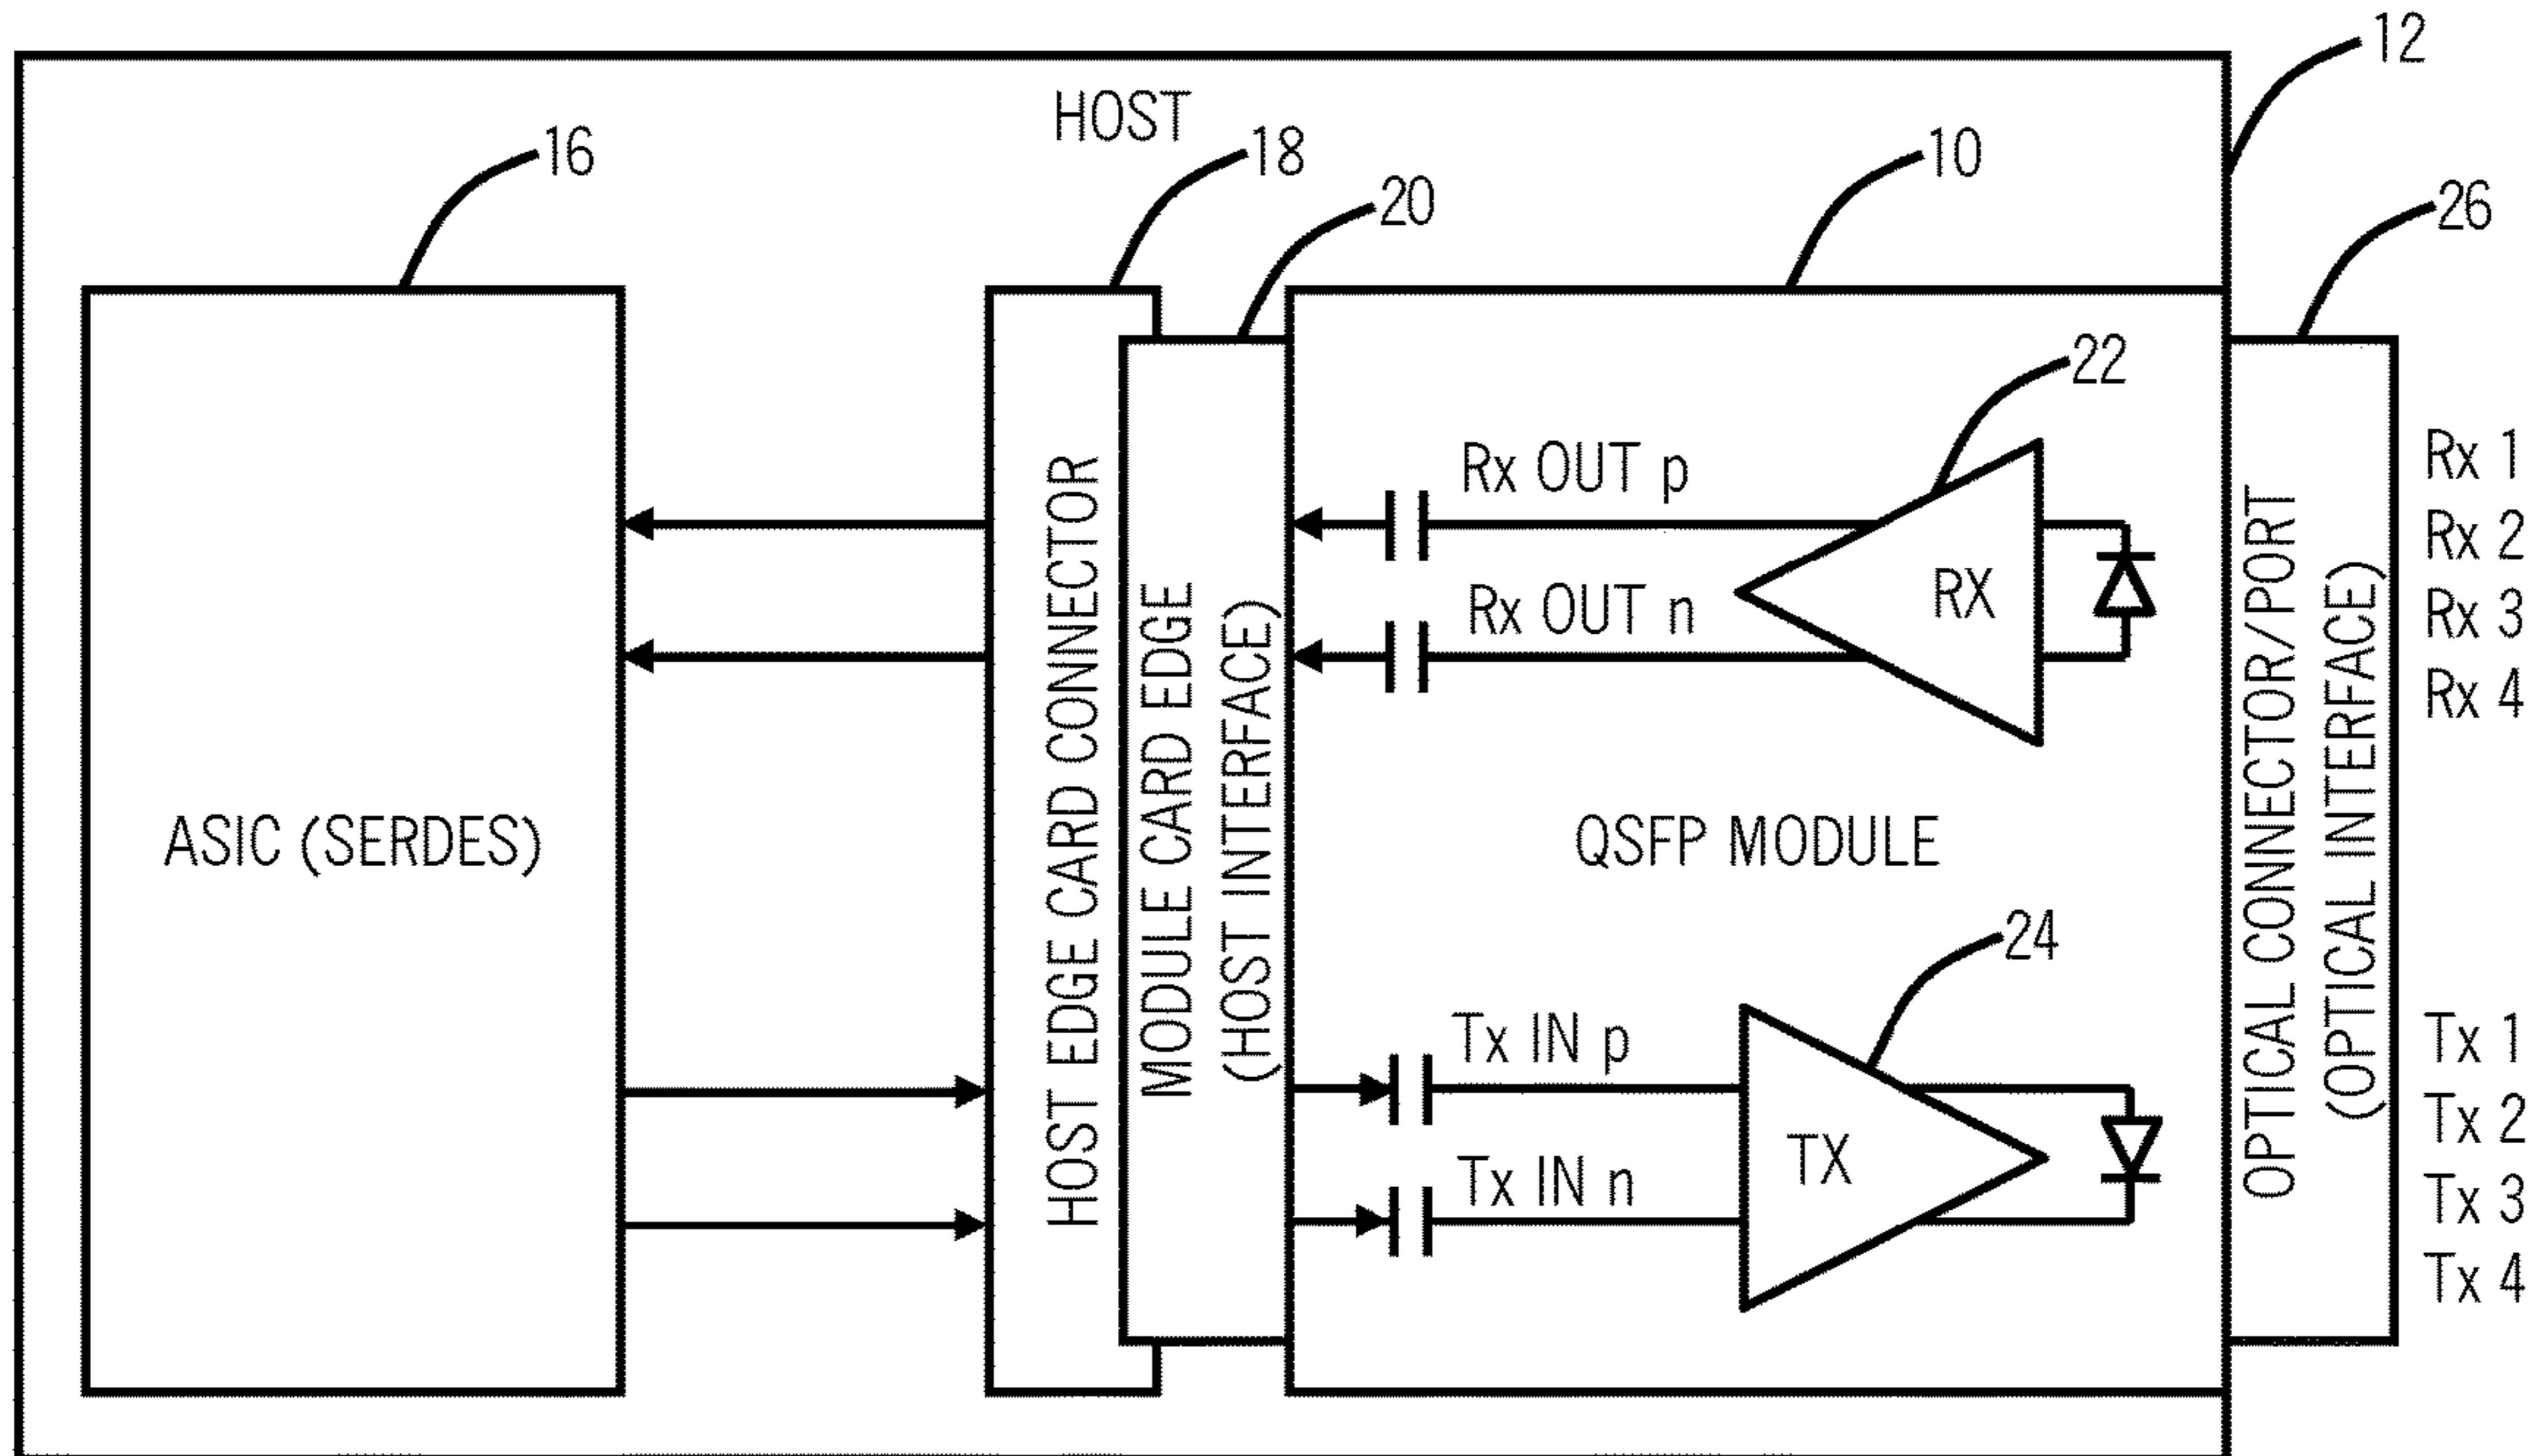 12
HOST
16
18
10
20
26
22
Rx OUT p
Rx 1
Rx 2
Rx OUT n
RX
Rx 3
Rx 4
HOST EDGE CARD CONNECTOR
MODULE CARD EDGE
(HOST INTERFACE)
OPTICAL CONNECTOR/PORT
(OPTICAL INTERFACE)
ASIC (SERDES)
QSFP MODULE
24
Tx IN p
Tx 1
Tx 2
TX
Tx IN n
Tx 3
Tx 4